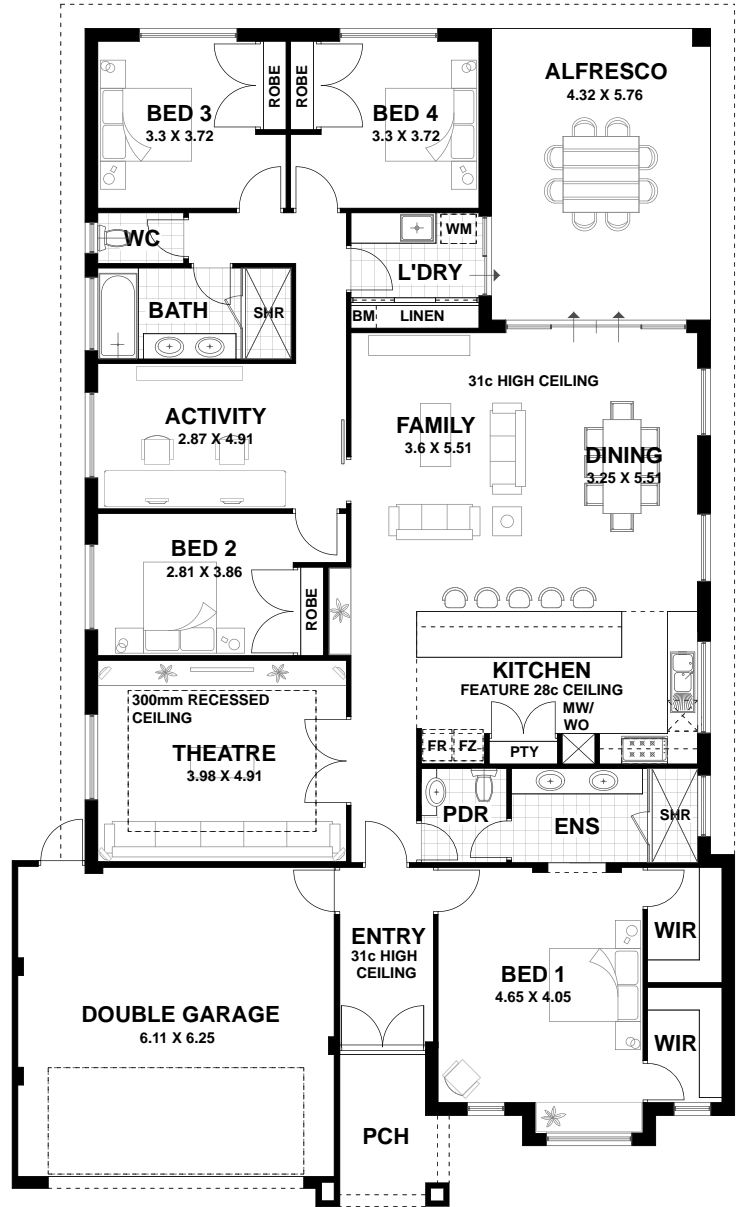 BED 3
3.3 X 3.72
ROBE
ROBE
BED 4
3.3 X 3.72
ALFRESCO
4.32 X 5.76
WC
WM
L'DRY
BATH
SHR
BM
LINEN
31c HIGH CEILING
ACTIVITY
2.87 X 4.91
FAMILY
3.6 X 5.51
DINING
3.25 X 5.51
BED 2
2.81 X 3.86
ROBE
KITCHEN
FEATURE 28c CEILING
MW/
WO
FR
FZ
PTY
300mm RECESSED
CEILING
THEATRE
3.98 X 4.91
PDR
ENS
SHR
ENTRY
31c HIGH
CEILING
WIR
BED 1
4.65 X 4.05
DOUBLE GARAGE
6.11 X 6.25
WIR
PCH